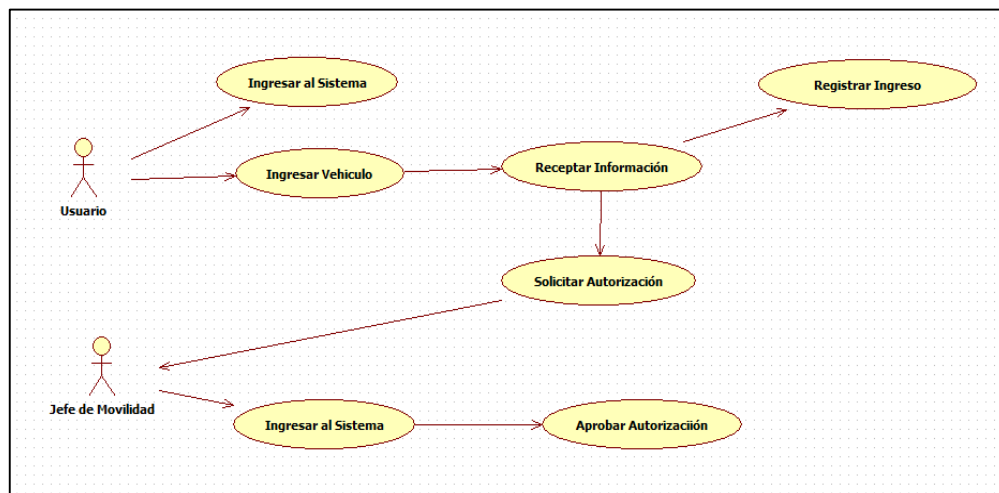 Ingresar al Sistema
Registrar Ingreso
Ingresar Vehiculo
Receptar Información
Usuario
Solicitar Autorización
Jefe de Movilidad
Ingresar al Sistema
Aprobar Autorizaciión